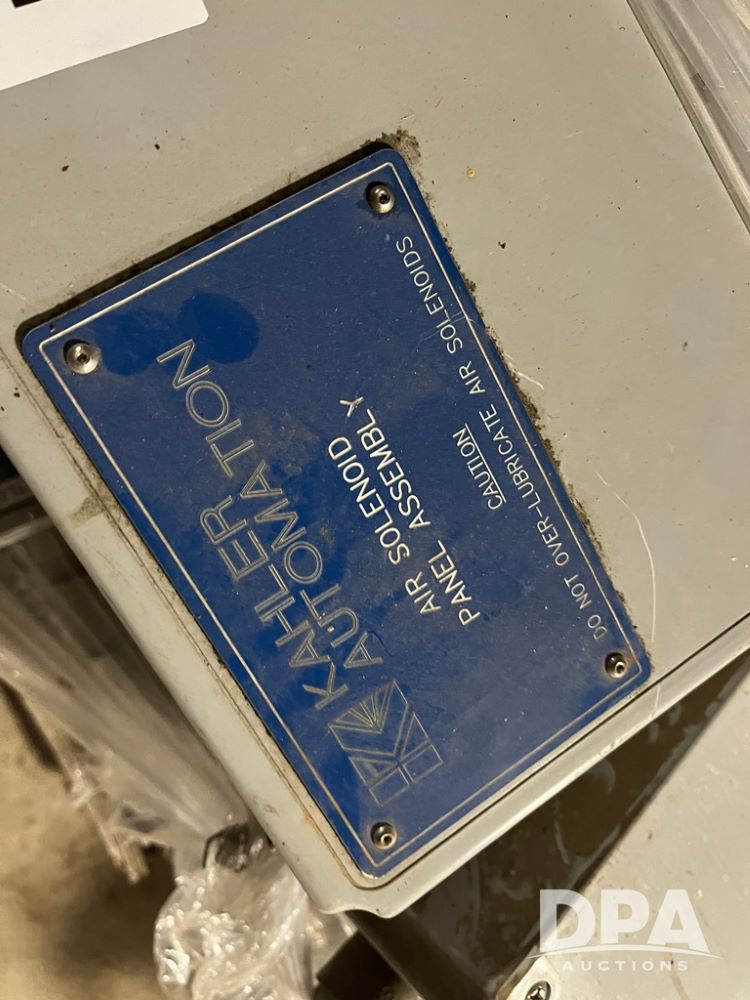 KAHLER
AUTOMATION
AIR SOLENOID
PANEL ASSEMBLY
CAUTION
DO NOT OVER-LUBRICATE AIR SOLENOIDS
DPA
AUCTIONS